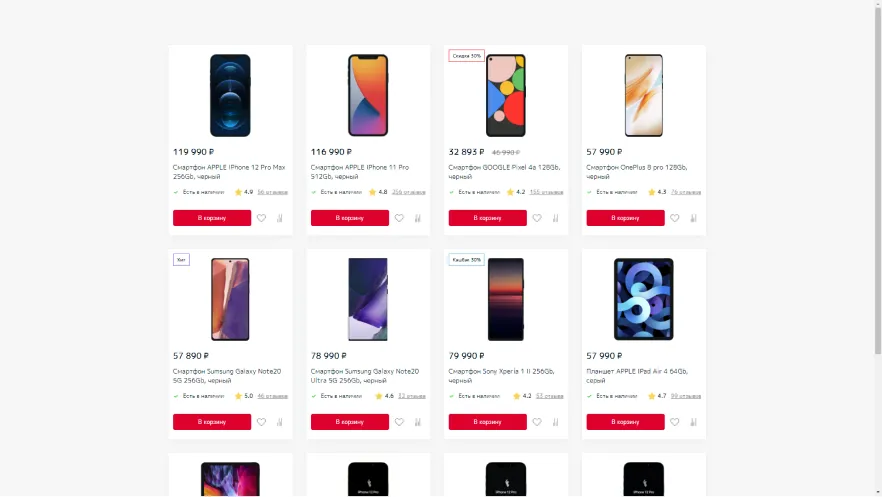 119 990 ₽
Смартфон APPLE iPhone 12 Pro Max
256Gb, черный
Есть в наличии 4.9 56 отзывов
В корзину
116 990 ₽
Смартфон APPLE iPhone 11 Pro
512Gb, черный
Есть в наличии 4.8 256 отзывов
В корзину
Скидка 30%
32 893 ₽ 46 990 ₽
Смартфон GOOGLE Pixel 4a 128Gb,
черный
Есть в наличии 4.2 155 отзывов
В корзину
57 990 ₽
Смартфон OnePlus 8 pro 128Gb,
черный
Есть в наличии 4.3 76 отзывов
В корзину
Хит
57 890 ₽
Смартфон Sumsung Galaxy Note20
5G 256Gb, черный
Есть в наличии 5.0 46 отзывов
В корзину
78 990 ₽
Смартфон Sumsung Galaxy Note20
Ultra 5G 256Gb, черный
Есть в наличии 4.6 32 отзыва
В корзину
Кэшбэк 30%
79 990 ₽
Смартфон Sony Xperia 1 II 256Gb,
черный
Есть в наличии 4.2 53 отзыва
В корзину
57 990 ₽
Планшет APPLE IPad Air 4 64Gb,
серый
Есть в наличии 4.7 99 отзывов
В корзину